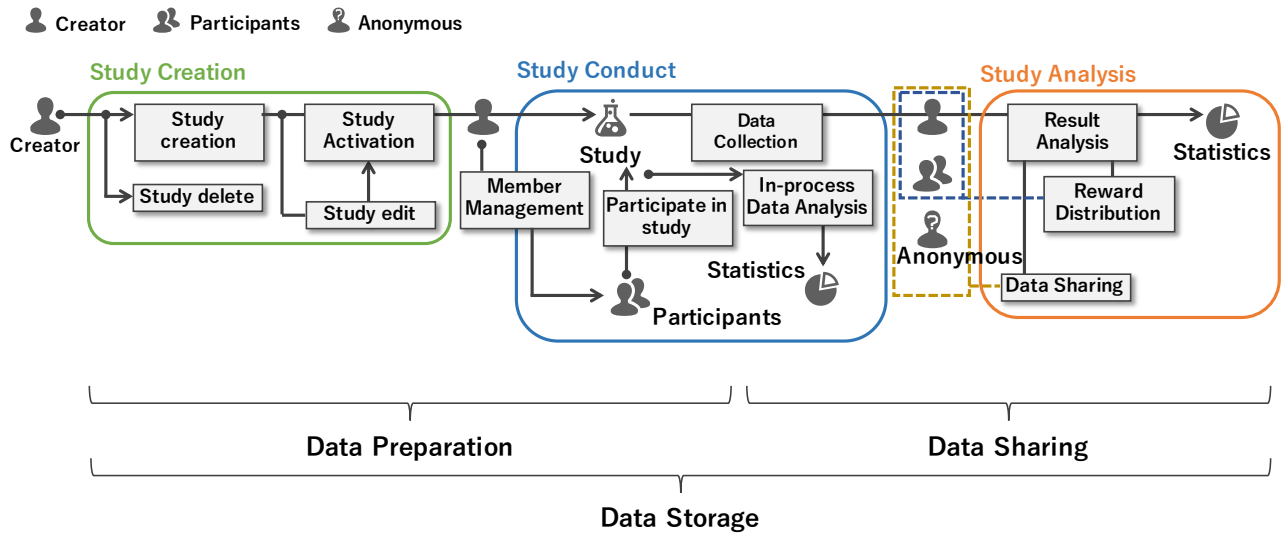 Creator
Participants
Anonymous
Study Creation
Study Conduct
Study Analysis
Creator
Study
creation
Study
Activation
Study delete
Study edit
Member
Management
Study
Data
Collection
Participate in
study
In-process
Data Analysis
Statistics
Participants
Anonymous
Result
Analysis
Statistics
Reward
Distribution
Data Sharing
Data Preparation
Data Sharing
Data Storage